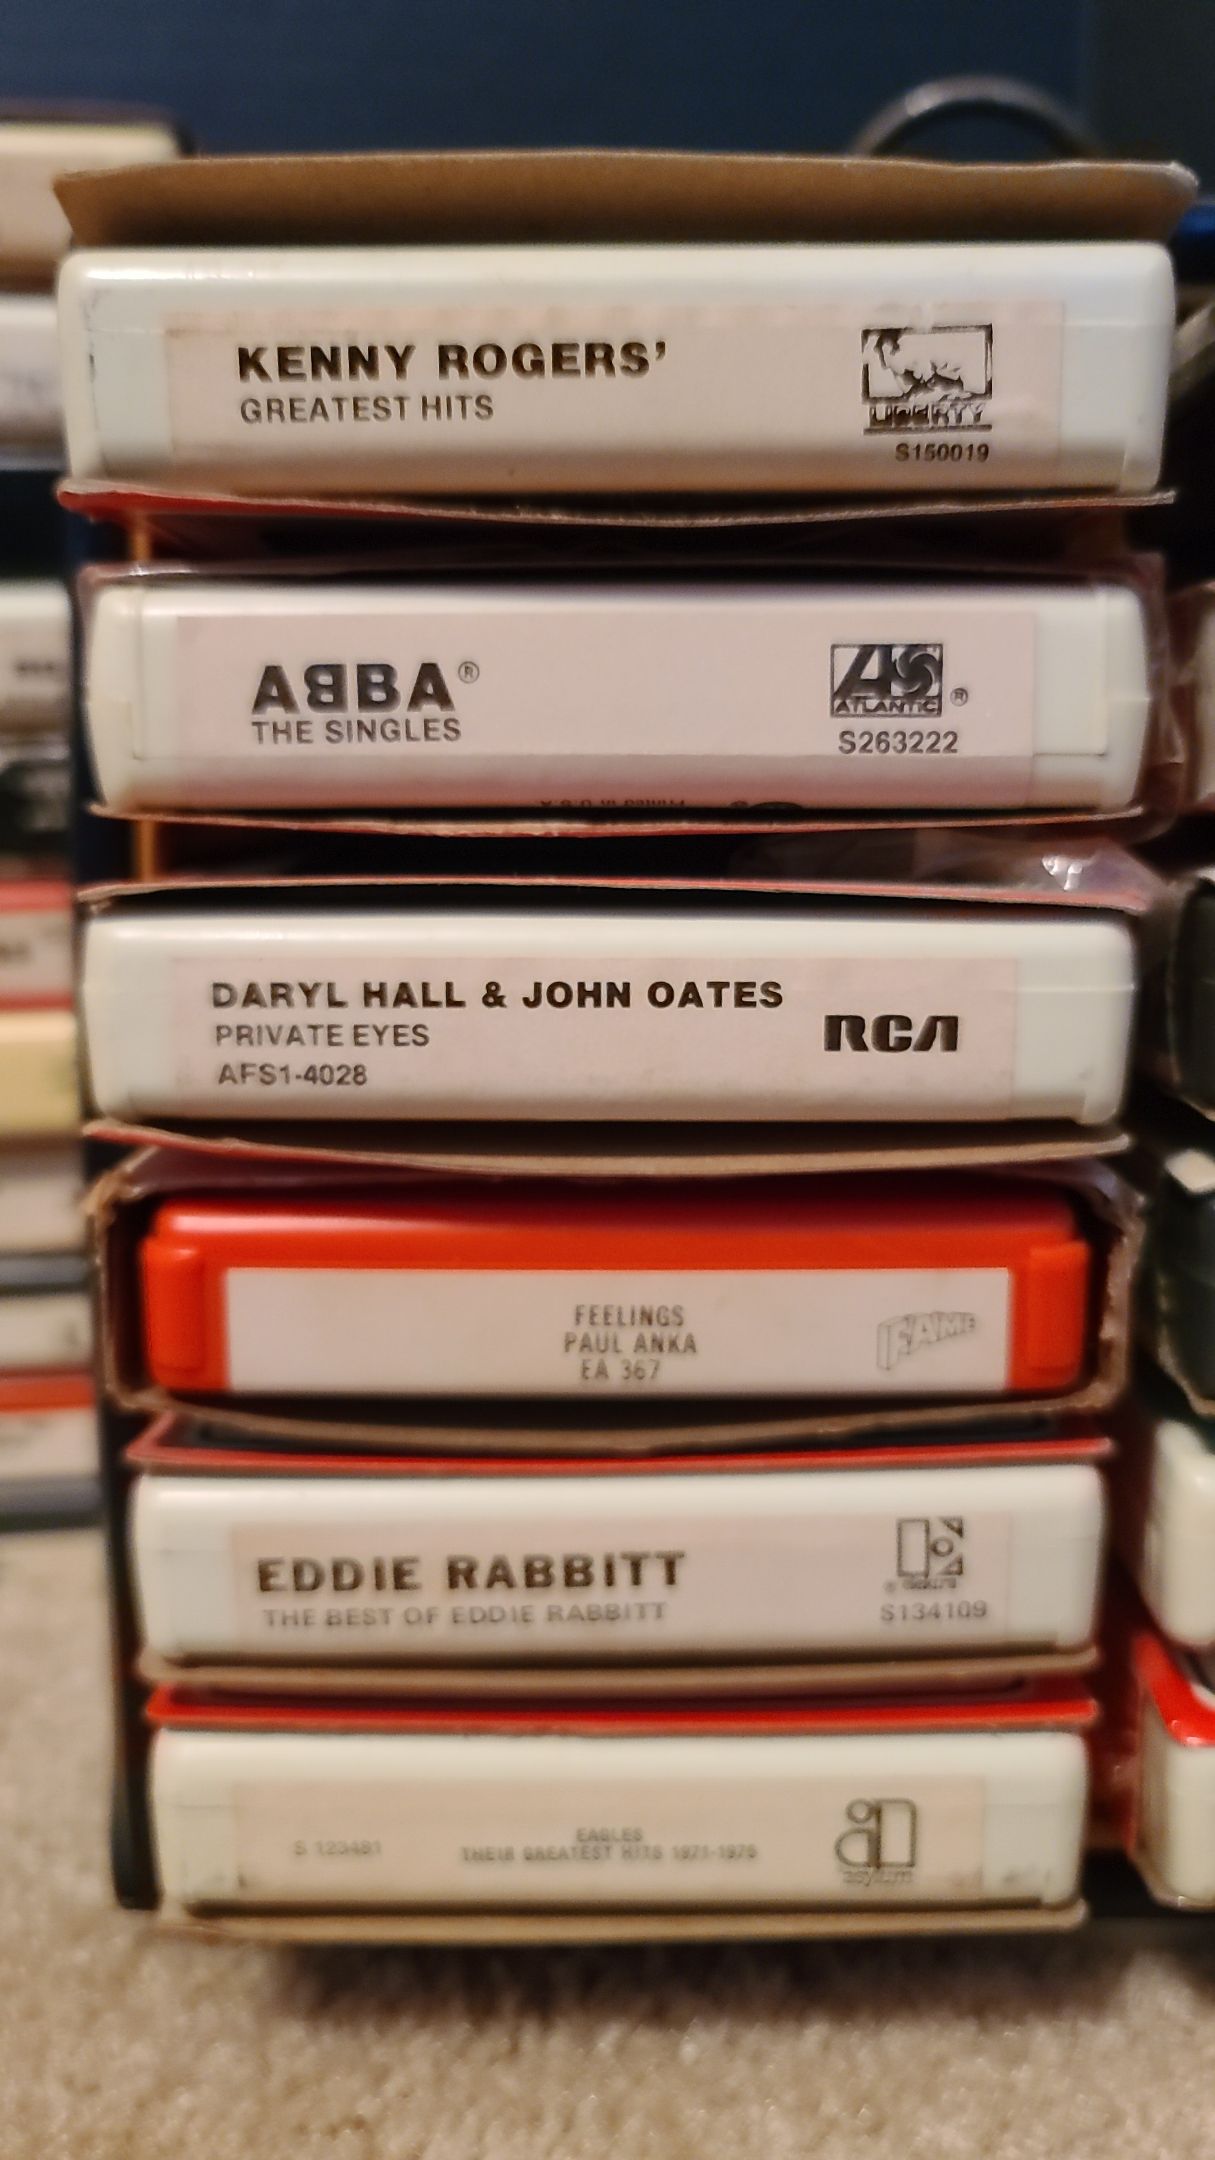 KENNY ROGERS'
GREATEST HITS
LIBERTY
S150019
ABBA®
THE SINGLES
ATLANTIC ®
S263222
DARYL HALL & JOHN OATES
PRIVATE EYES
AFS1-4028
RCA
FEELINGS
PAUL ANKA
EA 367
FAME
EDDIE RABBITT
THE BEST OF EDDIE RABBITT
S134109
S 123481
EAGLES
THEIR GREATEST HITS 1971-1975
asylum